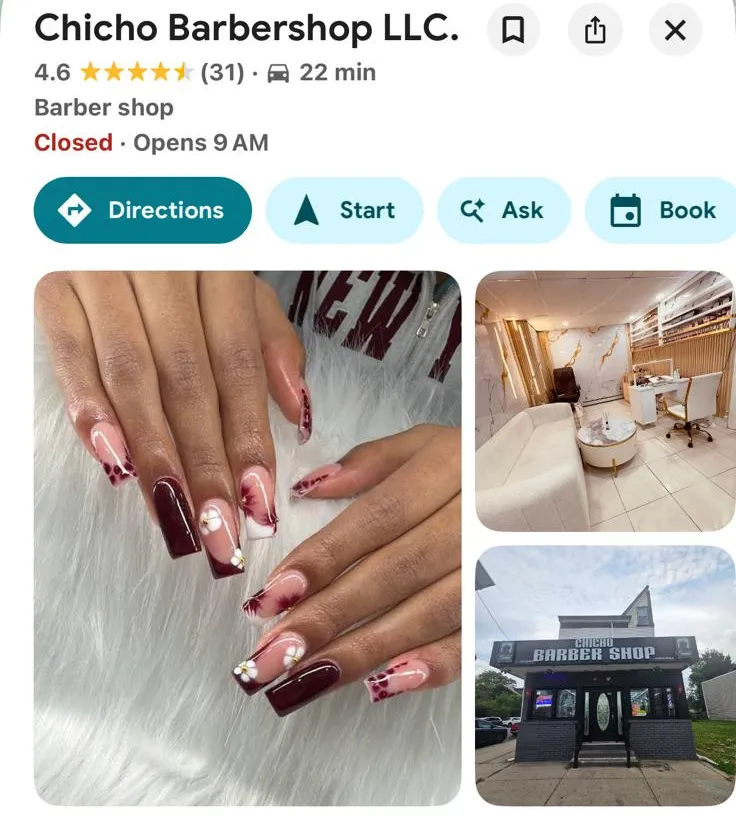 Chicho Barbershop LLC.
4.6 (31) · 22 min
Barber shop
Closed · Opens 9 AM
Directions
Start
Ask
Book
NEW Y
CHICHO
BARBER SHOP